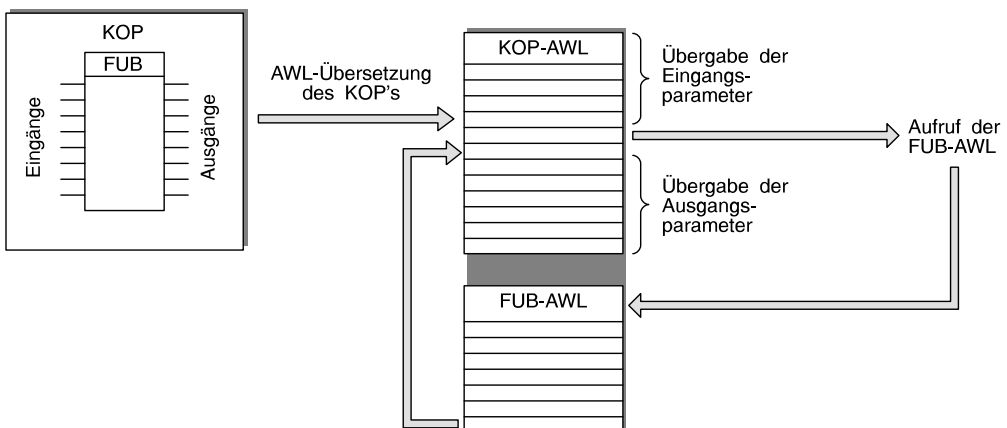 KOP
FUB
Eingänge
Ausgänge
AWL-Übersetzung
des KOP's
KOP-AWL
Übergabe der
Eingangs-
parameter
Aufruf der
FUB-AWL
Übergabe der
Ausgangs-
parameter
FUB-AWL